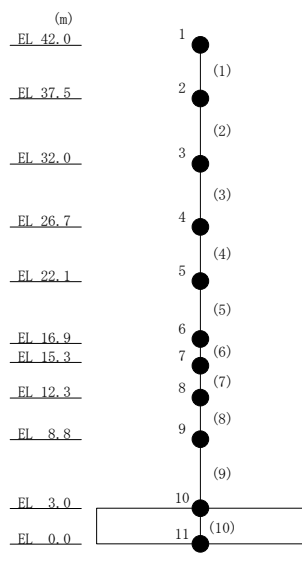 (m)
EL 42.0
EL 37.5
EL 32.0
EL 26.7
EL 22.1
EL 16.9
EL 15.3
EL 12.3
EL 8.8
EL 3.0
EL 0.0
1
(1)
2
(2)
3
(3)
4
(4)
5
(5)
6
(6)
7
(7)
8
(8)
9
(9)
10
(10)
11